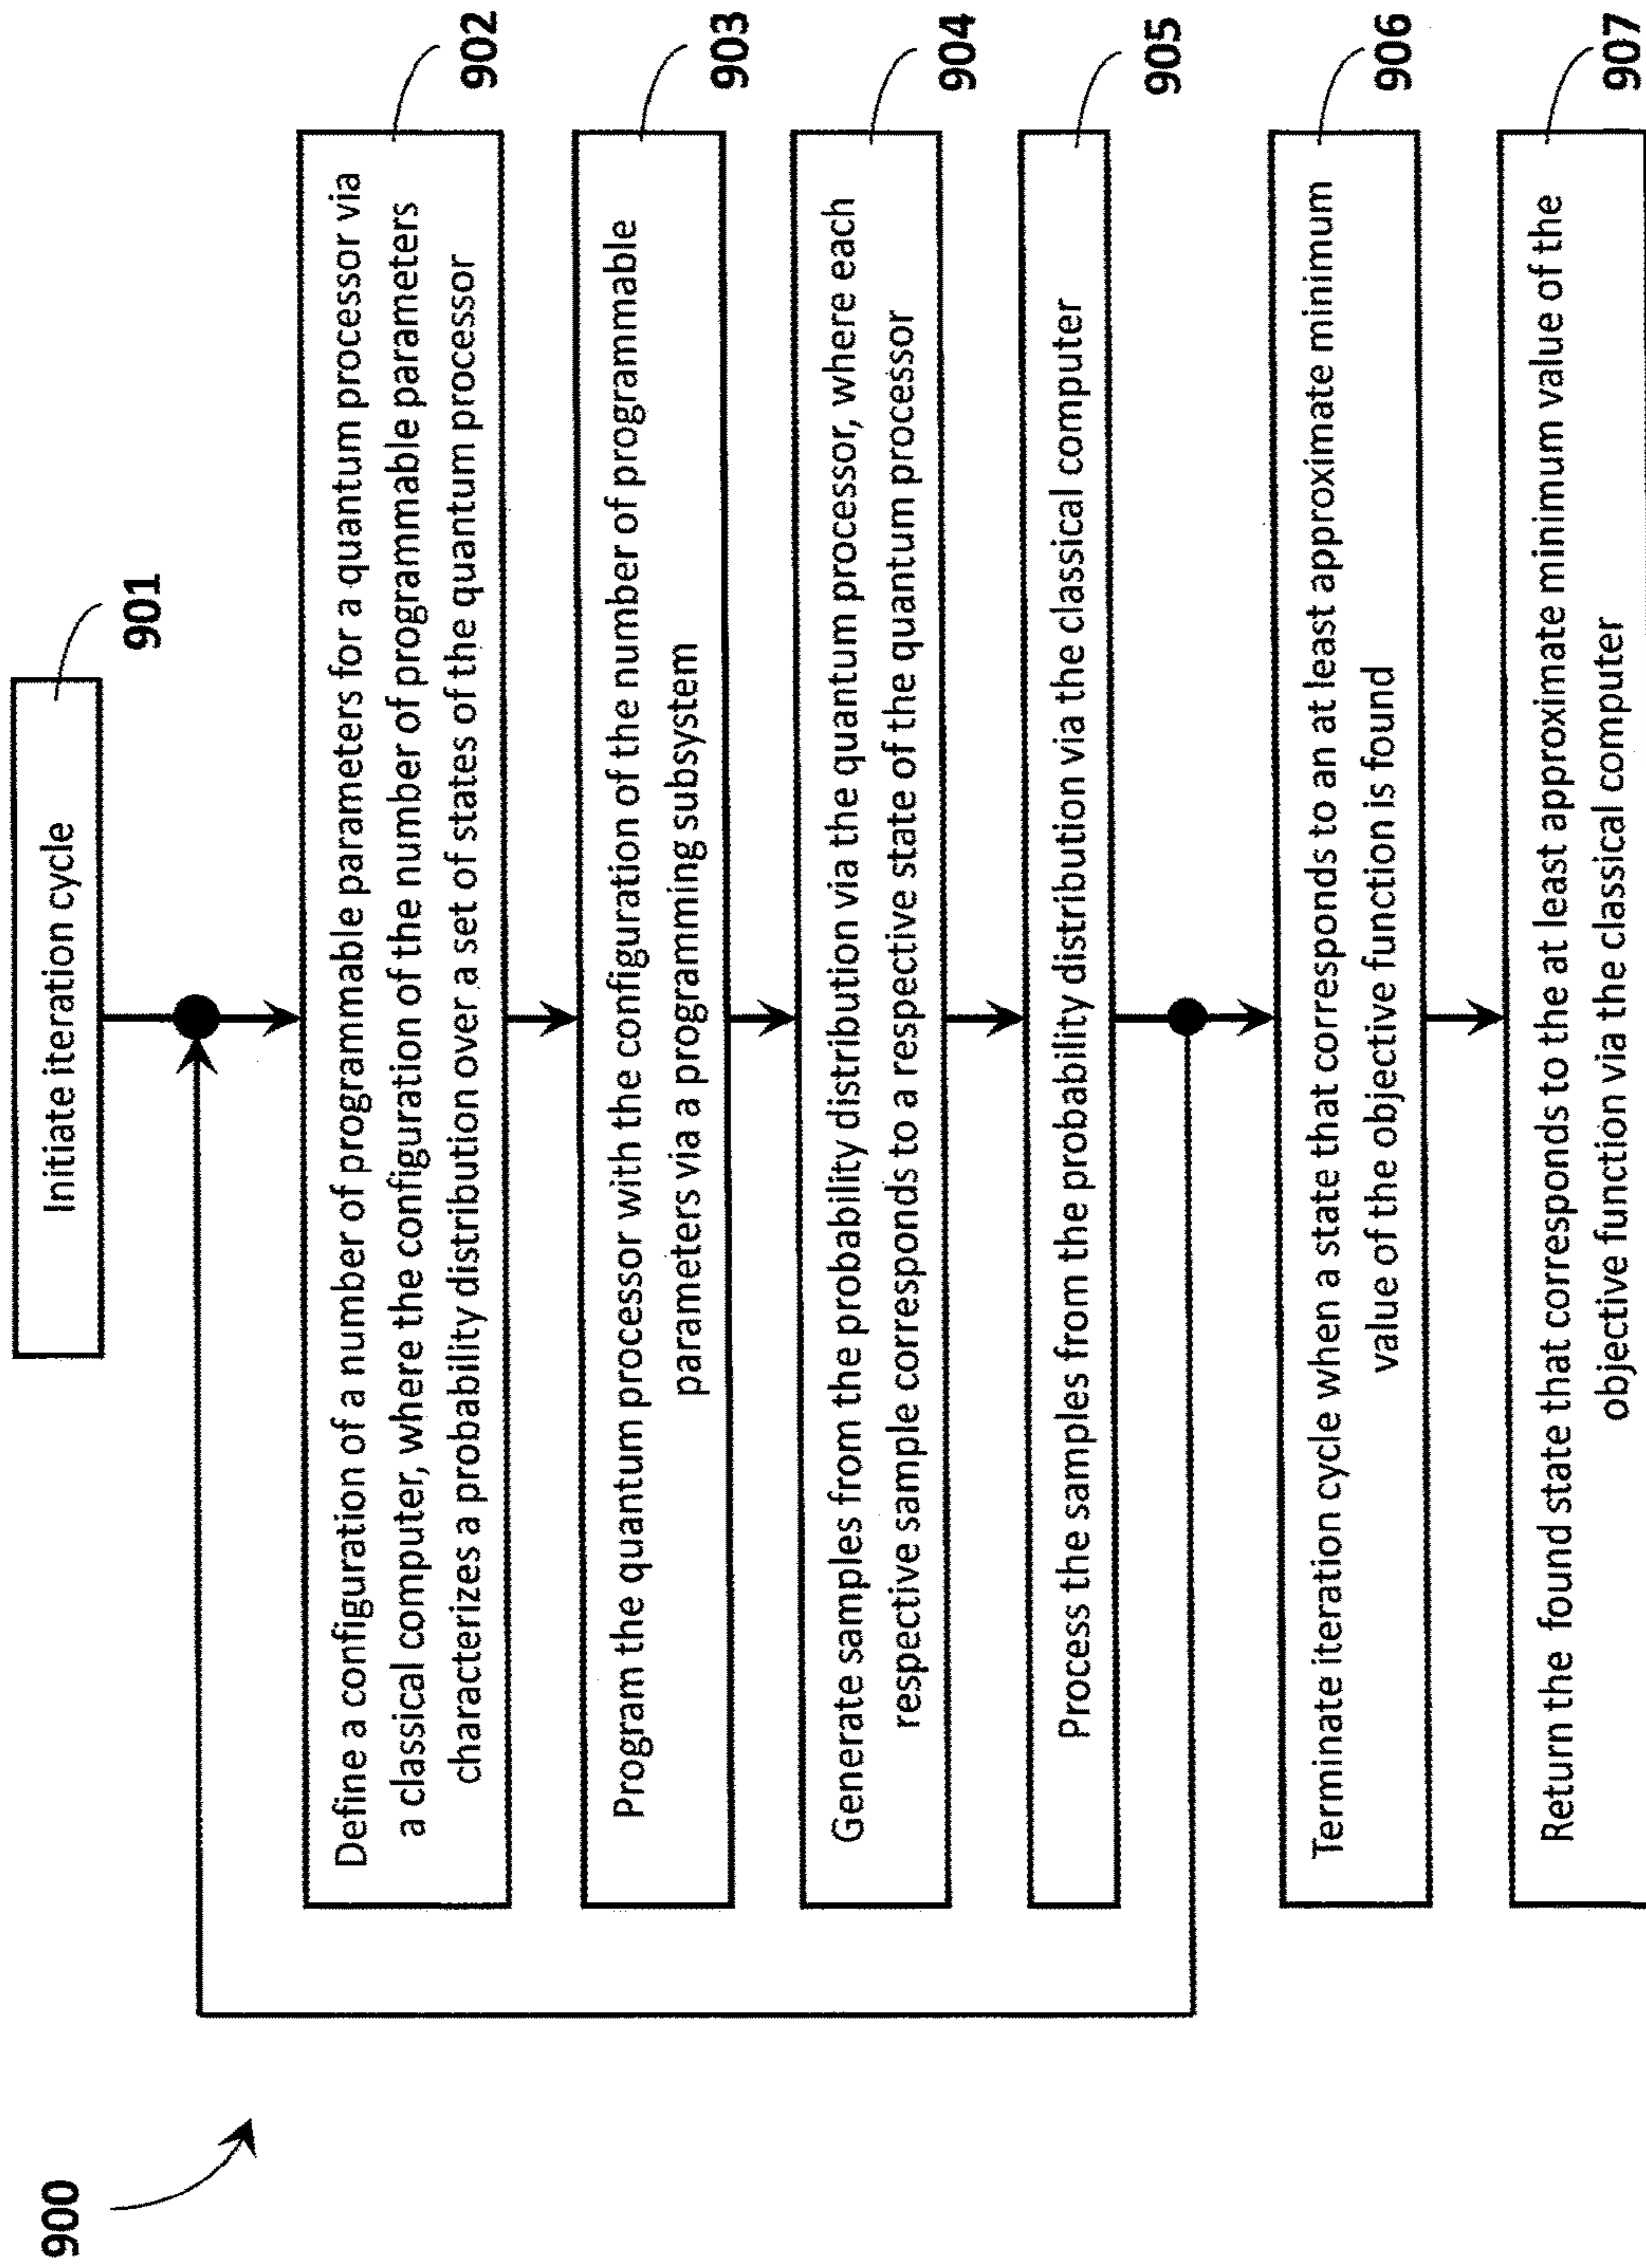 900
Initiate iteration cycle
901
Define a configuration of a number of programmable parameters for a quantum processor via
a classical computer, where the configuration of the number of programmable parameters
characterizes a probability distribution over a set of states of the quantum processor
902
Program the quantum processor with the configuration of the number of programmable
parameters via a programming subsystem
903
Generate samples from the probability distribution via the quantum processor, where each
respective sample corresponds to a respective state of the quantum processor
904
Process the samples from the probability distribution via the classical computer
905
Terminate iteration cycle when a state that corresponds to an at least approximate minimum
value of the objective function is found
906
Return the found state that corresponds to the at least approximate minimum value of the
objective function via the classical computer
907